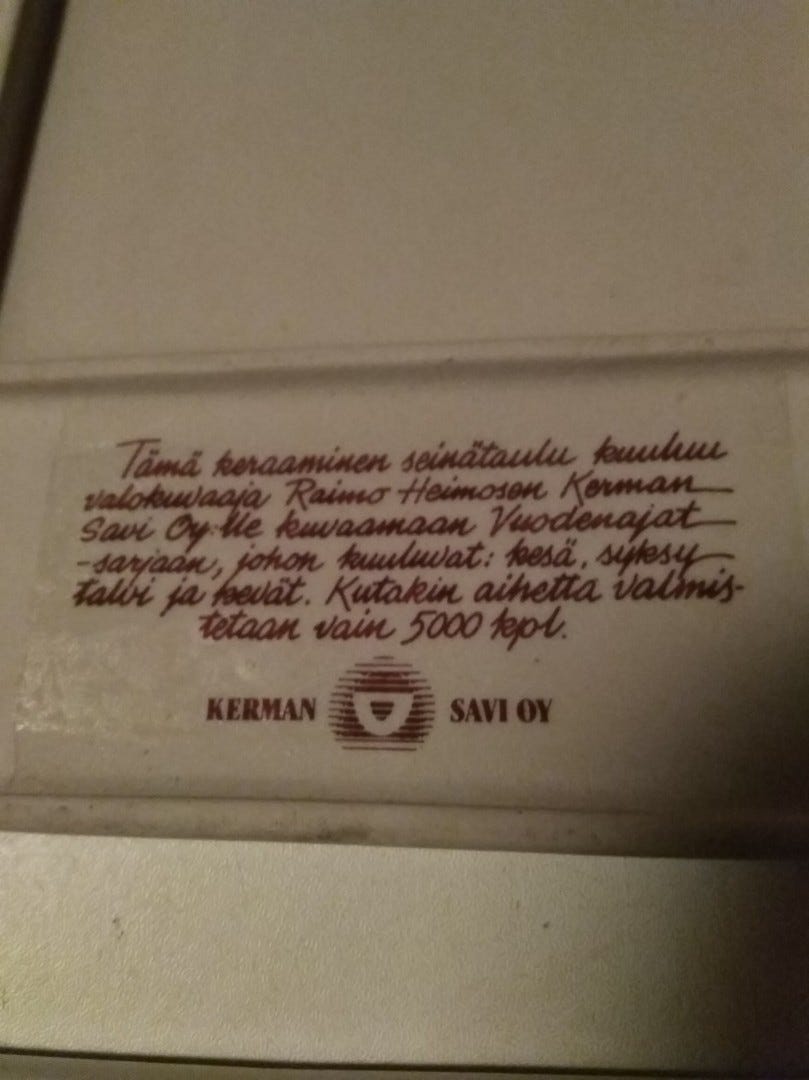 Tämä keraaminen seinätaulu kuuluu
valokuvaaja Raimo Heimosen Kerman
Savi Oy:lle kuvaamaan Vuodenajat
-sarjaan, johon kuuluvat: kesä, syksy
talvi ja kevät. Kutakin aihetta valmis-
tetaan vain 5000 kpl.
KERMAN SAVI OY